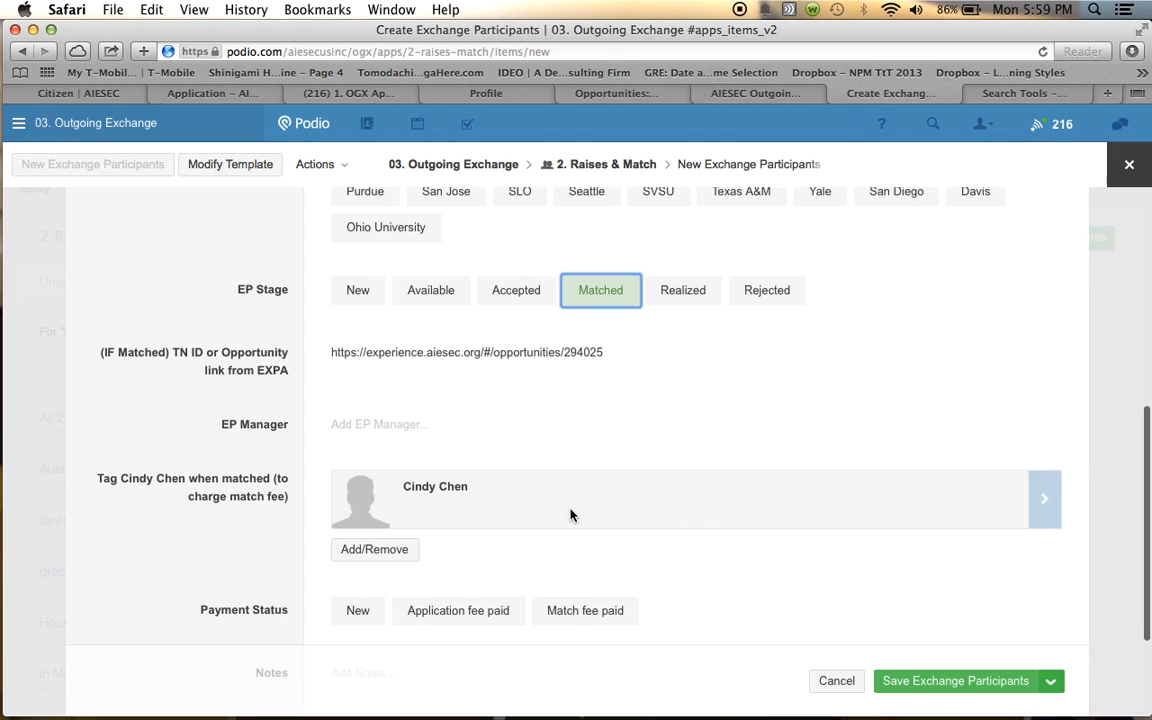 Safari File Edit View History Bookmarks Window Help 86% Mon 5:59 PM
Create Exchange Participants | 03. Outgoing Exchange #apps_items_v2
https podio.com/aiesecusinc/ogx/apps/2-raises-match/items/new Reader
My T-Mobil... | T-Mobile Shinigami H...ine - Page 4 Tomodachi...gaHere.com IDEO | A De...sulting Firm GRE: Date a...me Selection Dropbox - NPM TtT 2013 Dropbox - L...ning Styles
Citizen | AIESEC Application – AI... (216) 1. OGX Ap... Profile Opportunities:... AIESEC Outgoin... Create Exchang... Search Tools –...
03. Outgoing Exchange Podio ? 216
New Exchange Participants Modify Template Actions 03. Outgoing Exchange > 2. Raises & Match > New Exchange Participants
Purdue San Jose SLO Seattle SVSU Texas A&M Yale San Diego Davis
Ohio University
EP Stage New Available Accepted Matched Realized Rejected
(IF Matched) TN ID or Opportunity https://experience.aiesec.org/#/opportunities/294025
link from EXPA
EP Manager Add EP Manager...
Tag Cindy Chen when matched (to Cindy Chen
charge match fee)
Add/Remove
Payment Status New Application fee paid Match fee paid
Notes Add Notes...
Cancel Save Exchange Participants